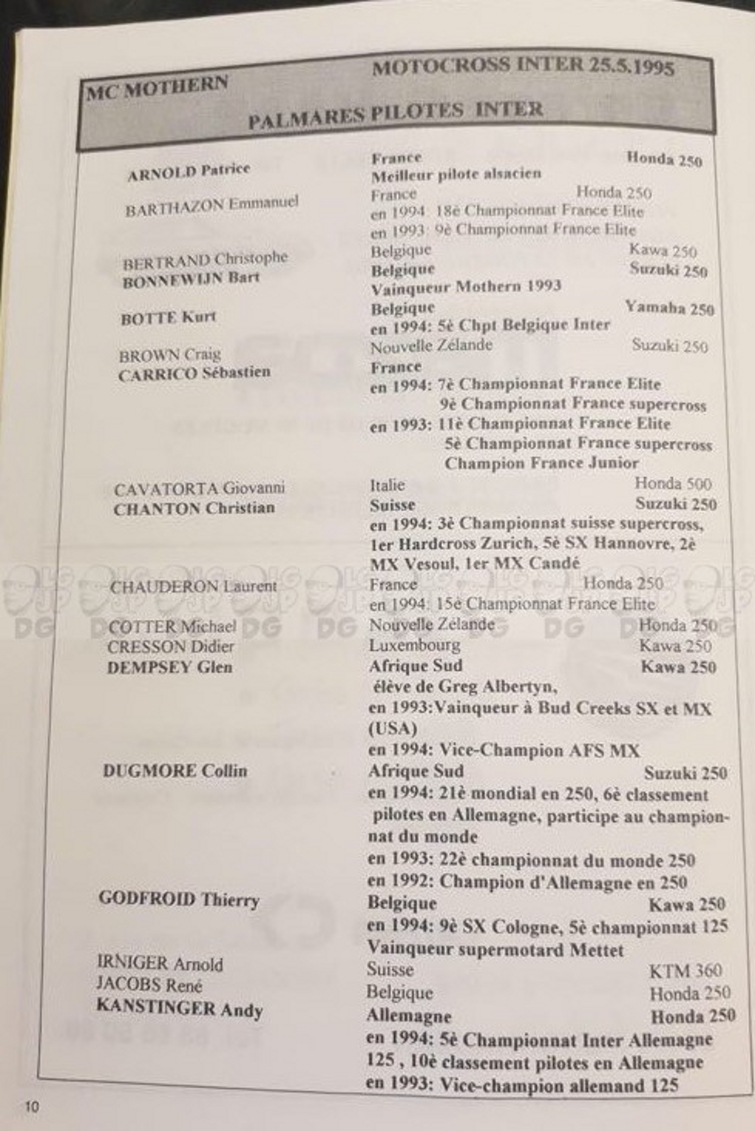 MC MOTHERN MOTOCROSS INTER 25.5.1995
PALMARES PILOTES INTER
ARNOLD Patrice France Honda 250
Meilleur pilote alsacien
BARTHAZON Emmanuel France Honda 250
en 1994: 18è Championnat France Elite
en 1993: 9è Championnat France Elite
BERTRAND Christophe Belgique Kawa 250
BONNEWIJN Bart Belgique Suzuki 250
Vainqueur Mothern 1993
BOTTE Kurt Belgique Yamaha 250
en 1994: 5è Chpt Belgique Inter
BROWN Craig Nouvelle Zélande Suzuki 250
CARRICO Sébastien France
en 1994: 7è Championnat France Elite
9è Championnat France supercross
en 1993: 11è Championnat France Elite
5è Championnat France supercross
Champion France Junior
CAVATORTA Giovanni Italie Honda 500
CHANTON Christian Suisse Suzuki 250
en 1994: 3è Championnat suisse supercross,
1er Hardcross Zurich, 5è SX Hannovre, 2è
MX Vesoul, 1er MX Candé
CHAUDERON Laurent France Honda 250
en 1994: 15è Championnat France Elite
COTTER Michael Nouvelle Zélande Honda 250
CRESSON Didier Luxembourg Kawa 250
DEMPSEY Glen Afrique Sud Kawa 250
élève de Greg Albertyn,
en 1993:Vainqueur à Bud Creeks SX et MX
(USA)
en 1994: Vice-Champion AFS MX
DUGMORE Collin Afrique Sud Suzuki 250
en 1994: 21è mondial en 250, 6è classement
pilotes en Allemagne, participe au champion-
nat du monde
en 1993: 22è championnat du monde 250
en 1992: Champion d'Allemagne en 250
GODFROID Thierry Belgique Kawa 250
en 1994: 9è SX Cologne, 5è championnat 125
Vainqueur supermotard Mettet
IRNIGER Arnold Suisse KTM 360
JACOBS René Belgique Honda 250
KANSTINGER Andy Allemagne Honda 250
en 1994: 5è Championnat Inter Allemagne
125 , 10è classement pilotes en Allemagne
en 1993: Vice-champion allemand 125
10